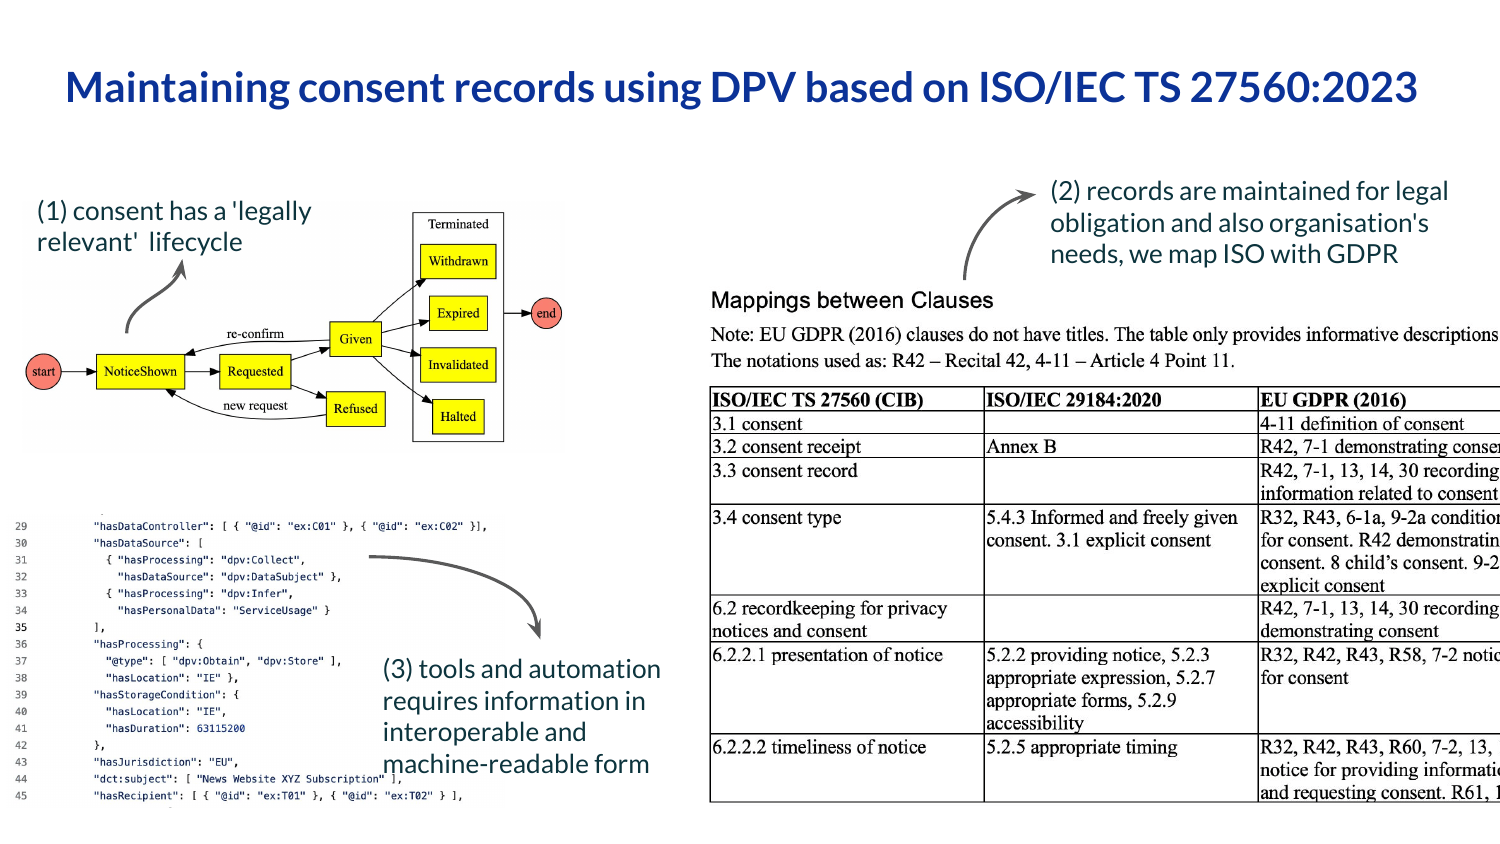 Maintaining consent records using DPV based on ISO/IEC TS 27560:2023
(1) consent has a 'legally
relevant' lifecycle
Terminated
Withdrawn
Expired
end
re-confirm
Given
Invalidated
start
NoticeShown
Requested
new request
Refused
Halted
(2) records are maintained for legal
obligation and also organisation's
needs, we map ISO with GDPR
Mappings between Clauses
Note: EU GDPR (2016) clauses do not have titles. The table only provides informative descriptions
The notations used as: R42 – Recital 42, 4-11 – Article 4 Point 11.
ISO/IEC TS 27560 (CIB) ISO/IEC 29184:2020 EU GDPR (2016)
3.1 consent 4-11 definition of consent
3.2 consent receipt Annex B R42, 7-1 demonstrating
3.3 consent record R42, 7-1, 13, 14, 30 recording
information related to consent
3.4 consent type 5.4.3 Informed and freely given R32, R43, 6-1a, 9-2a
consent. 3.1 explicit consent for consent. R42
consent. 8 child's consent. 9-2
explicit consent
6.2 recordkeeping for privacy R42, 7-1, 13, 14, 30 recording
notices and consent demonstrating consent
6.2.2.1 presentation of notice 5.2.2 providing notice, 5.2.3 R32, R42, R43, R58, 7-2
appropriate expression, 5.2.7 for consent
appropriate forms, 5.2.9
accessibility
6.2.2.2 timeliness of notice 5.2.5 appropriate timing R32, R42, R43, R60, 7-2, 13,
notice for providing
and requesting consent. R61,
29 "hasDataController": [ { "@id": "ex:C01" }, { "@id": "ex:C02" }],
30 "hasDataSource": [
31 { "hasProcessing": "dpv:Collect",
32 "hasDataSource": "dpv:DataSubject" },
33 { "hasProcessing": "dpv:Infer",
34 "hasPersonalData": "ServiceUsage" }
35 ],
36 "hasProcessing": {
37 "@type": [ "dpv:Obtain", "dpv:Store" ],
38 "hasLocation": "IE" },
39 "hasStorageCondition": {
40 "hasLocation": "IE",
41 "hasDuration": 63115200
42 },
43 "hasJurisdiction": "EU",
44 "dct:subject": [ "News Website XYZ Subscription" ],
45 "hasRecipient": [ { "@id": "ex:T01" }, { "@id": "ex:T02" } ],
(3) tools and automation
requires information in
interoperable and
machine-readable form